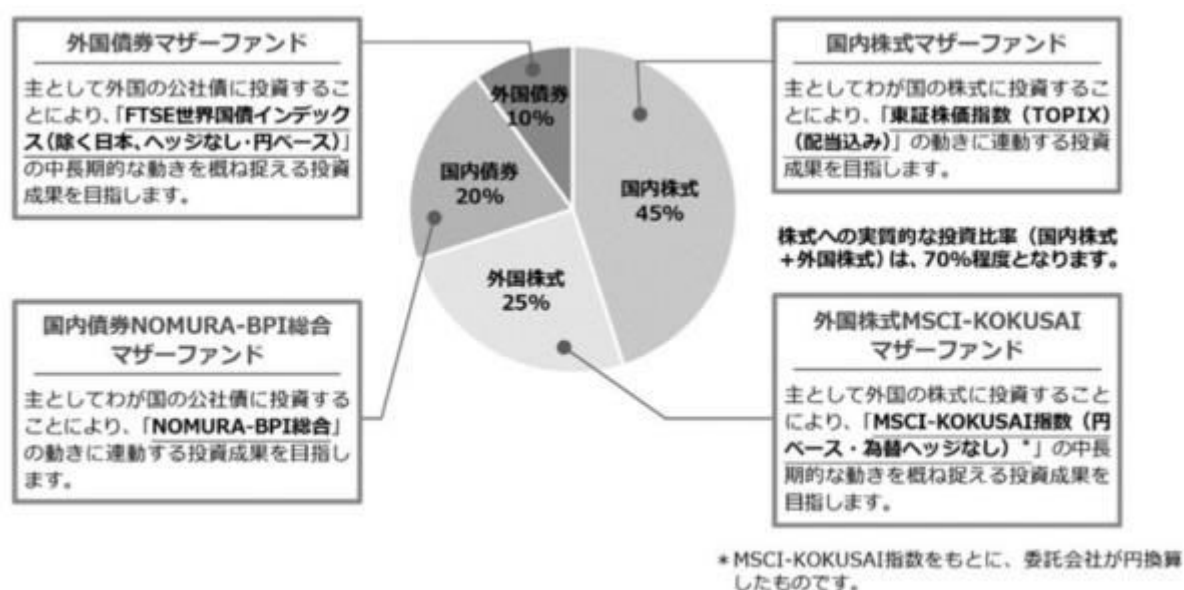 外国債券マザーファンド
主として外国の公社債に投資するこ
とにより、「FTSE世界国債インデック
ス(除く日本、ヘッジなし・円ベース)」
の中長期的な動きを概ね捉える投資
成果を目指します。
国内株式マザーファンド
主としてわが国の株式に投資するこ
とにより、「東証株価指数（TOPIX）
（配当込み）」の動きに連動する投資
成果を目指します。
外国債券
10%
国内債券
20%
国内株式
45%
外国株式
25%
株式への実質的な投資比率（国内株式
＋外国株式）は、70%程度となります。
国内債券NOMURA-BPI総合
マザーファンド
主としてわが国の公社債に投資する
ことにより、「NOMURA-BPI総合」
の動きに連動する投資成果を目指し
ます。
外国株式MSCI-KOKUSAI
マザーファンド
主として外国の株式に投資すること
により、「MSCI-KOKUSAI指数（円
ベース・為替ヘッジなし）*」の中長
期的な動きを概ね捉える投資成果を
目指します。
*MSCI-KOKUSAI指数をもとに、委託会社が円換算
したものです。